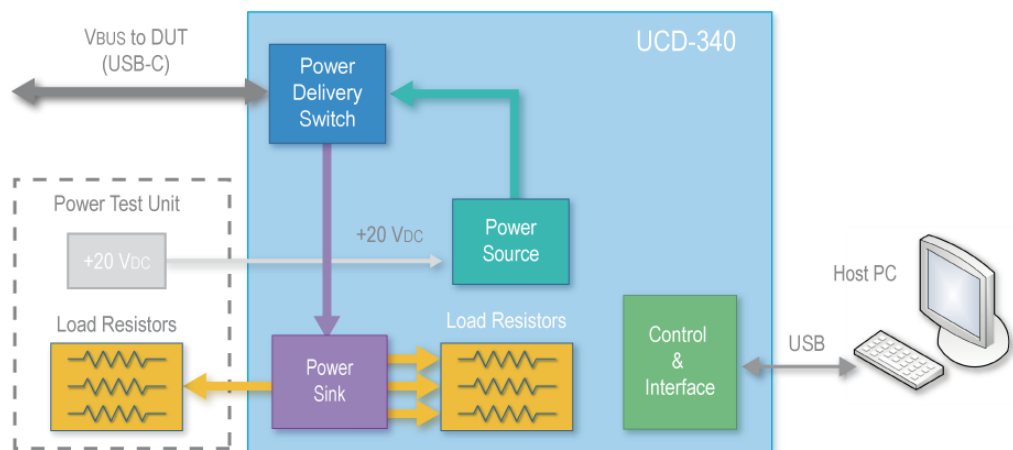 VBUS to DUT
(USB-C)
UCD-340
Power
Delivery
Switch
Power Test Unit
+20 VDC
+20 VDC
Power
Source
Host PC
Load Resistors
Load Resistors
Power
Sink
Control
&
Interface
USB